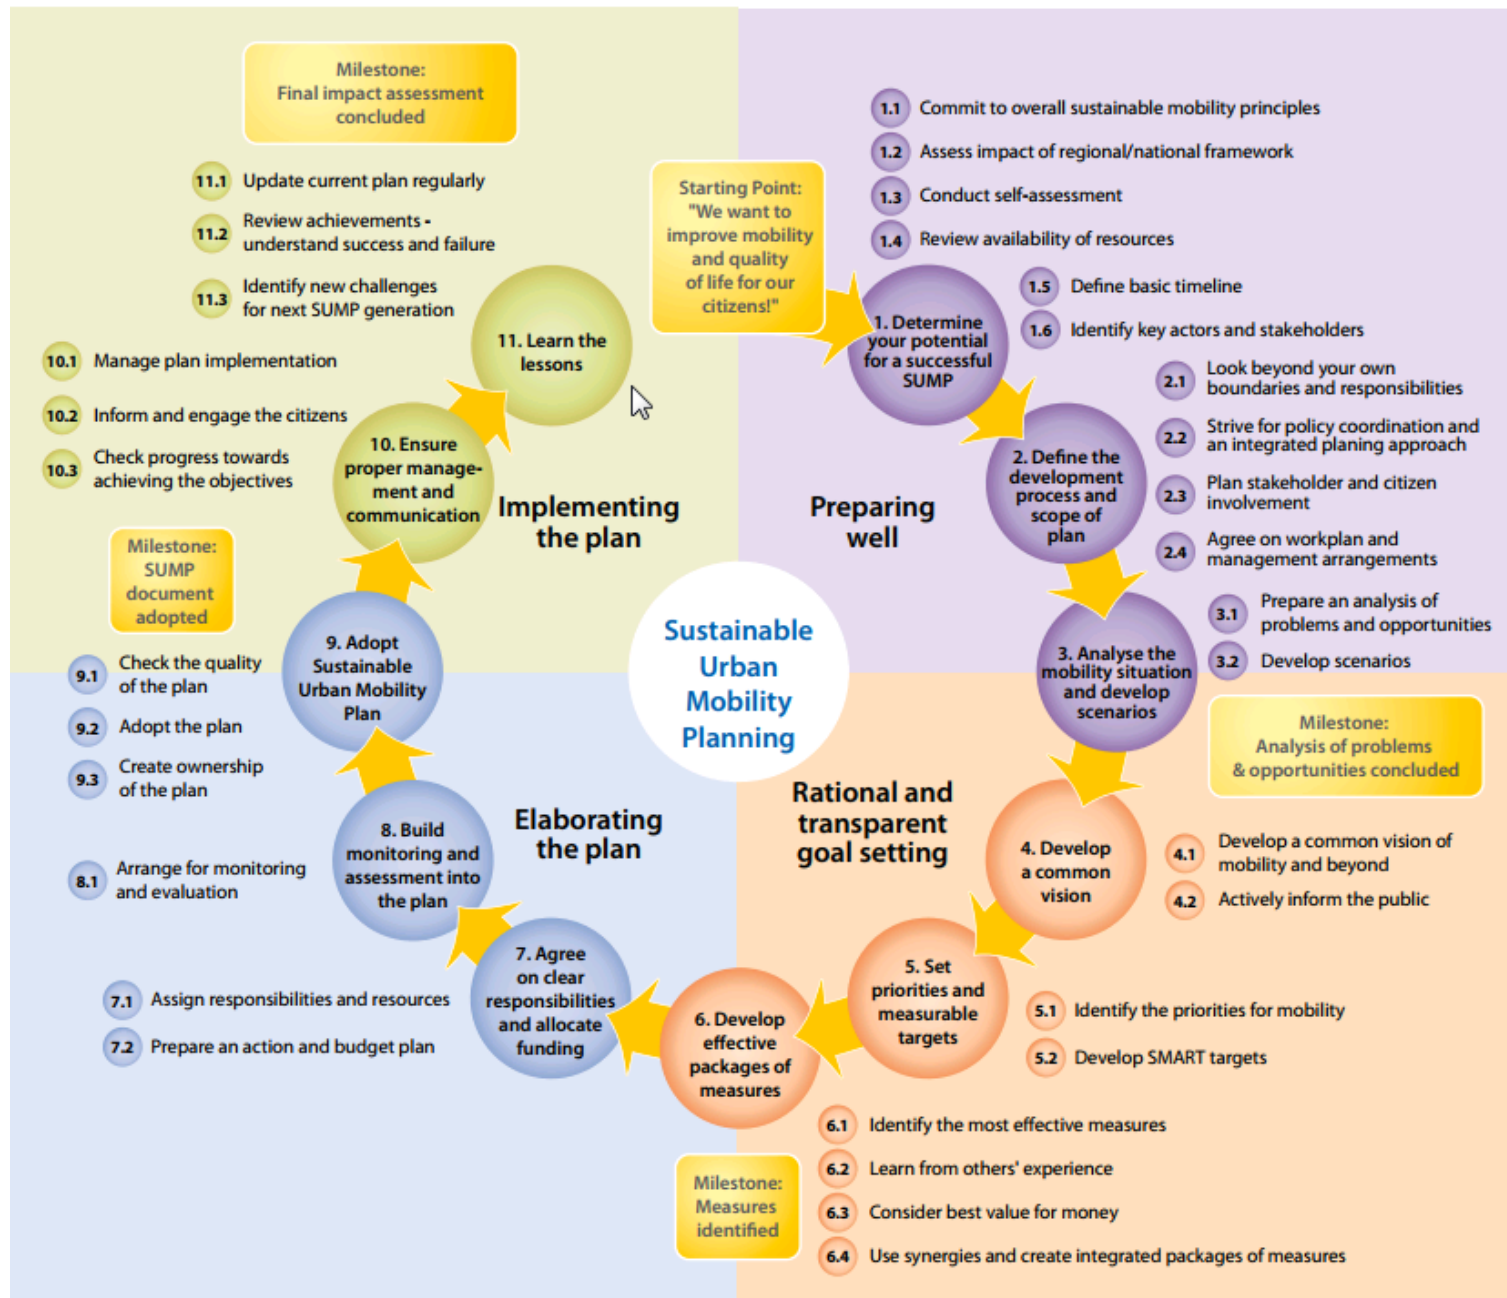 Milestone:
Final impact assessment
concluded
11.1 Update current plan regularly
11.2 Review achievements -
understand success and failure
11.3 Identify new challenges
for next SUMP generation
11. Learn the
lessons
10.1 Manage plan implementation
10.2 Inform and engage the citizens
10.3 Check progress towards
achieving the objectives
10. Ensure
proper manage-
ment and
communication
Implementing
the plan
Starting Point:
"We want to
improve mobility
and quality
of life for our
citizens!"
1.1 Commit to overall sustainable mobility principles
1.2 Assess impact of regional/national framework
1.3 Conduct self-assessment
1.4 Review availability of resources
1.5 Define basic timeline
1.6 Identify key actors and stakeholders
1. Determine
your potential
for a successful
SUMP
2.1 Look beyond your own
boundaries and responsibilities
2.2 Strive for policy coordination and
an integrated planing approach
2.3 Plan stakeholder and citizen
involvement
2.4 Agree on workplan and
management arrangements
2. Define the
development
process and
scope of
plan
Preparing
well
3.1 Prepare an analysis of
problems and opportunities
3.2 Develop scenarios
3. Analyse the
mobility situation
and develop
scenarios
Milestone:
Analysis of problems
& opportunities concluded
Sustainable
Urban
Mobility
Planning
Rational and
transparent
goal setting
4. Develop
a common
vision
4.1 Develop a common vision of
mobility and beyond
4.2 Actively inform the public
5. Set
priorities and
measurable
targets
5.1 Identify the priorities for mobility
5.2 Develop SMART targets
6. Develop
effective
packages of
measures
6.1 Identify the most effective measures
6.2 Learn from others' experience
6.3 Consider best value for money
6.4 Use synergies and create integrated packages of measures
Milestone:
Measures
identified
Elaborating
the plan
7. Agree
on clear
responsibilities
and allocate
funding
7.1 Assign responsibilities and resources
7.2 Prepare an action and budget plan
8. Build
monitoring and
assessment into
the plan
8.1 Arrange for monitoring
and evaluation
9. Adopt
Sustainable
Urban Mobility
Plan
9.1 Check the quality
of the plan
9.2 Adopt the plan
9.3 Create ownership
of the plan
Milestone:
SUMP
document
adopted